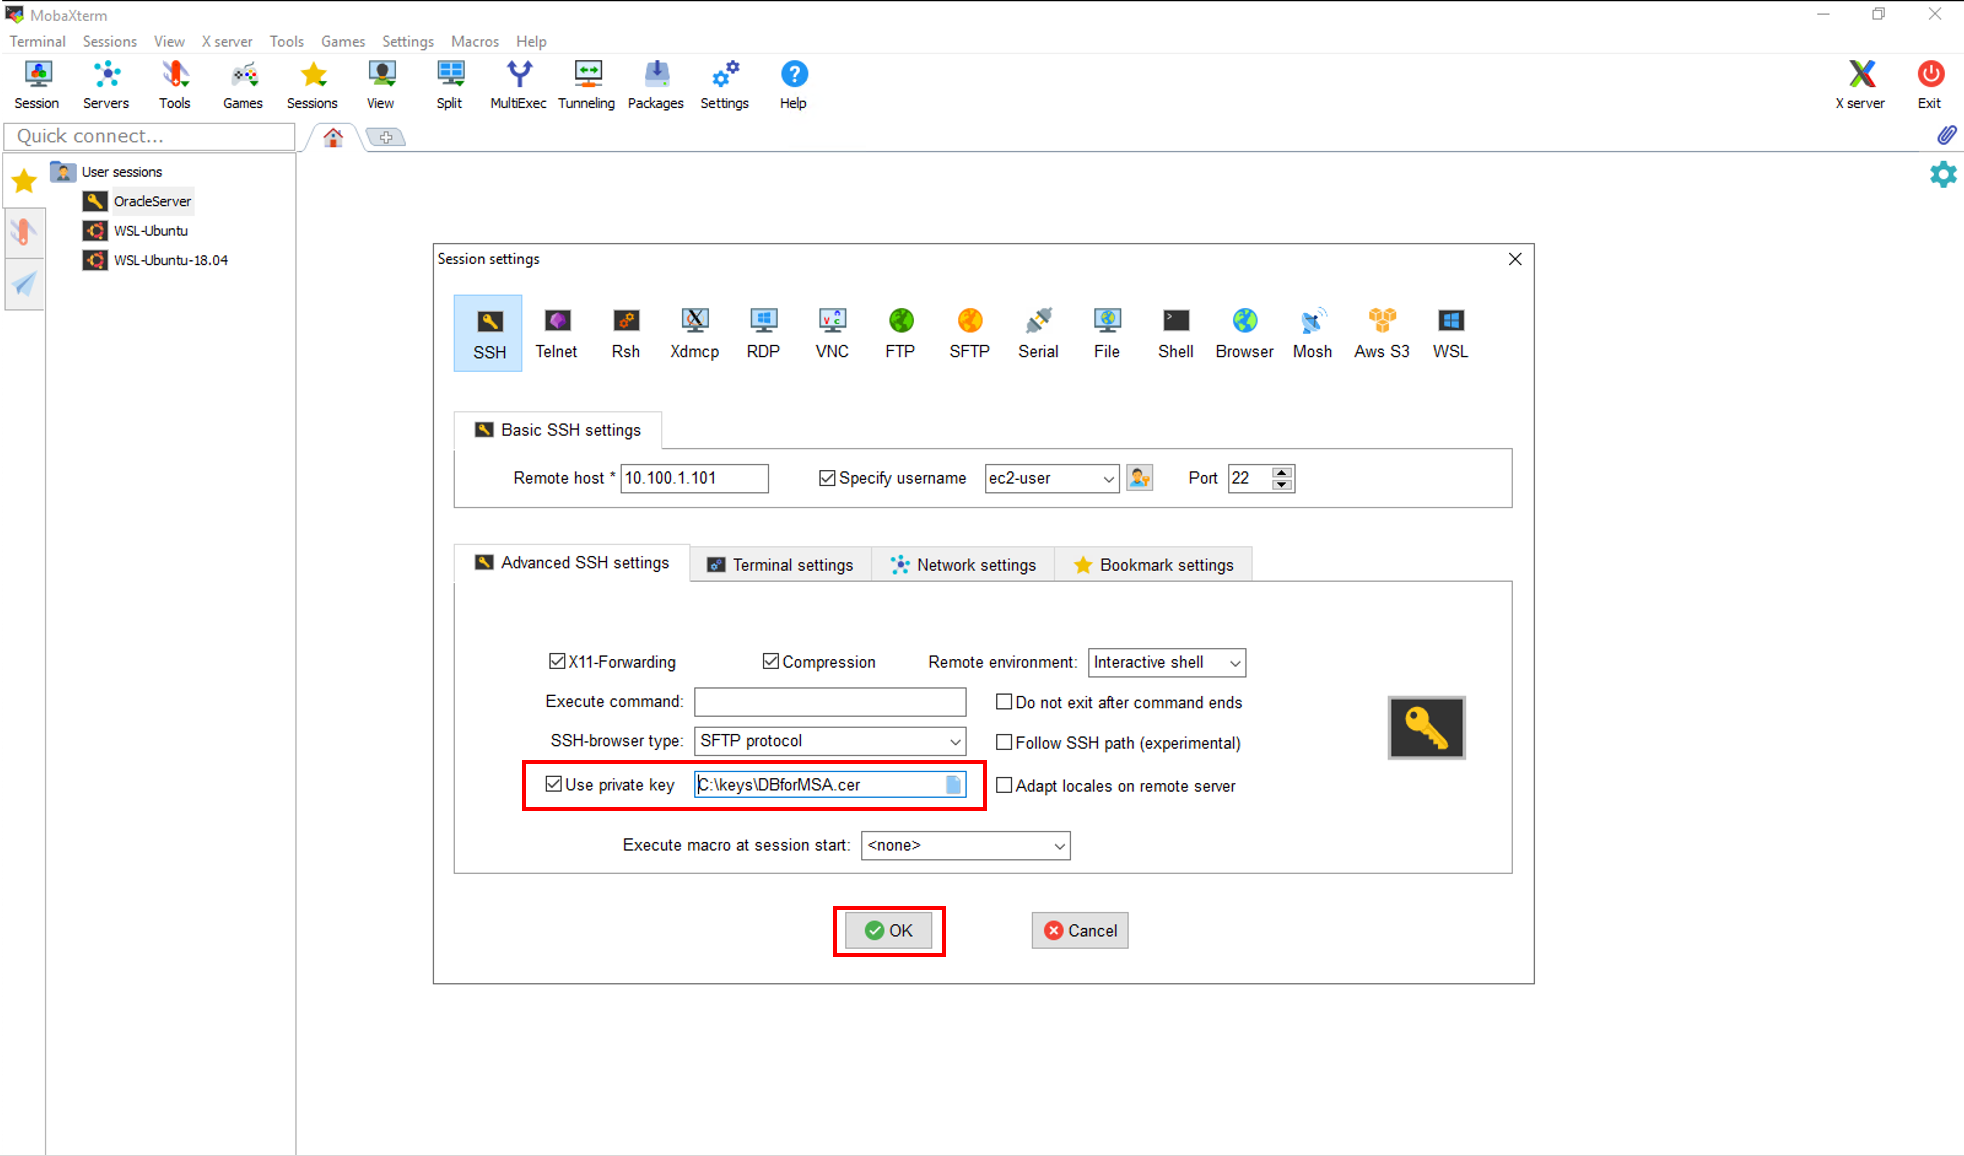 MobaXterm
Terminal Sessions View X server Tools Games Settings Macros Help
Session Servers Tools Games Sessions View Split MultiExec Tunneling Packages Settings Help X server Exit
Quick connect...
User sessions
OracleServer
WSL-Ubuntu
WSL-Ubuntu-18.04
Session settings
SSH Telnet Rsh Xdmcp RDP VNC FTP SFTP Serial File Shell Browser Mosh Aws S3 WSL
Basic SSH settings
Remote host * 10.100.1.101 Specify username ec2-user Port 22
Advanced SSH settings Terminal settings Network settings Bookmark settings
X11-Forwarding Compression Remote environment: Interactive shell
Execute command: Do not exit after command ends
SSH-browser type: SFTP protocol Follow SSH path (experimental)
Use private key C:\keys\DBforMSA.cer Adapt locales on remote server
Execute macro at session start: <none>
OK Cancel